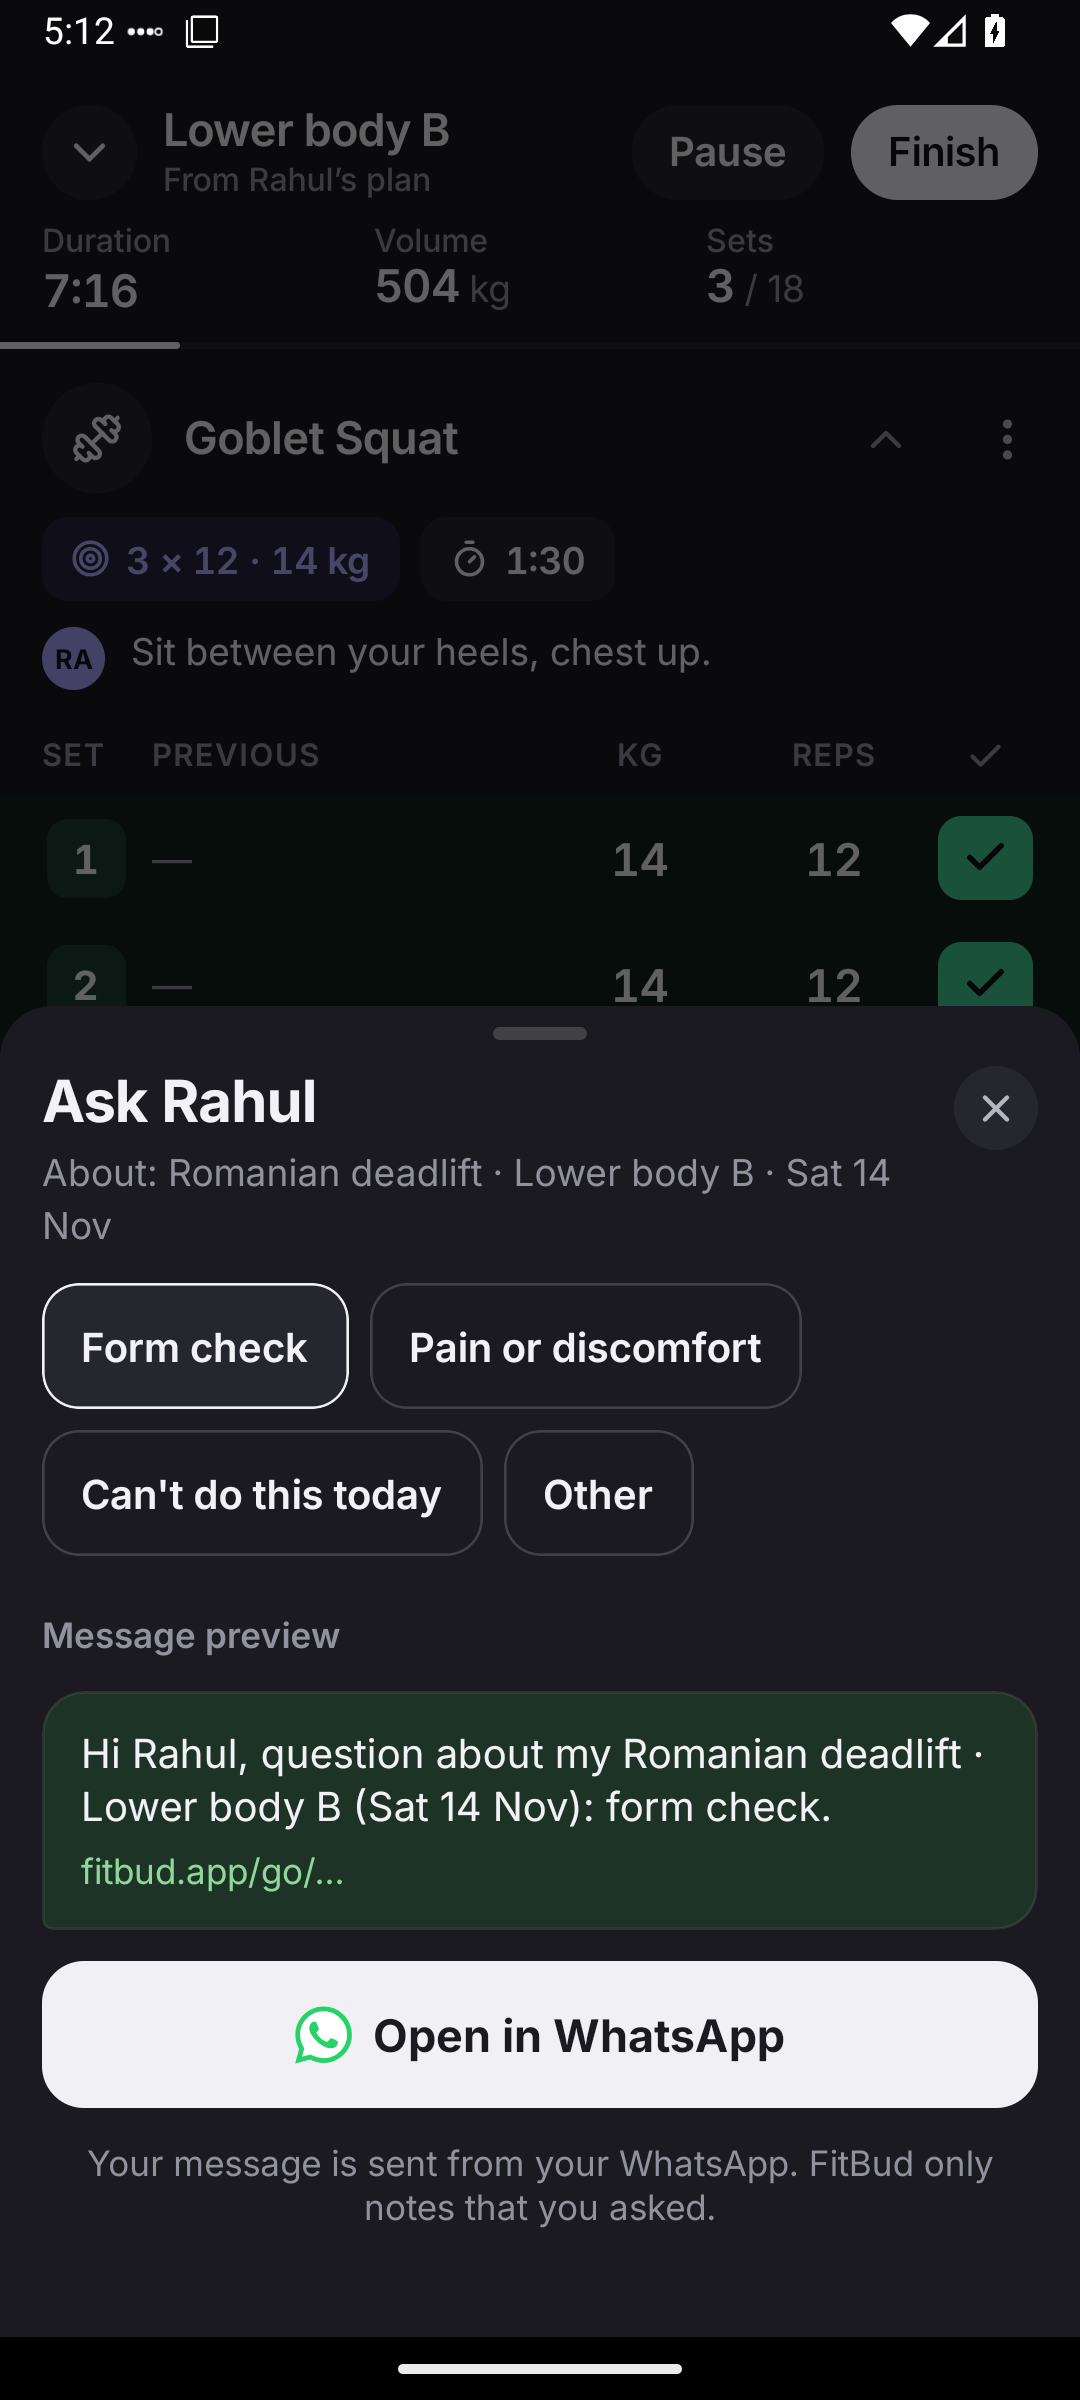 5:12
Lower body B
From Rahul's plan
Pause
Finish
Duration
Volume
Sets
7:16
504 kg
3 / 18
Goblet Squat
3 × 12 · 14 kg
1:30
RA
Sit between your heels, chest up.
SET PREVIOUS KG REPS
1 — 14 12
2 — 14 12
Ask Rahul
About: Romanian deadlift · Lower body B · Sat 14
Nov
Form check
Pain or discomfort
Can't do this today
Other
Message preview
Hi Rahul, question about my Romanian deadlift ·
Lower body B (Sat 14 Nov): form check.
fitbud.app/go/...
Open in WhatsApp
Your message is sent from your WhatsApp. FitBud only
notes that you asked.